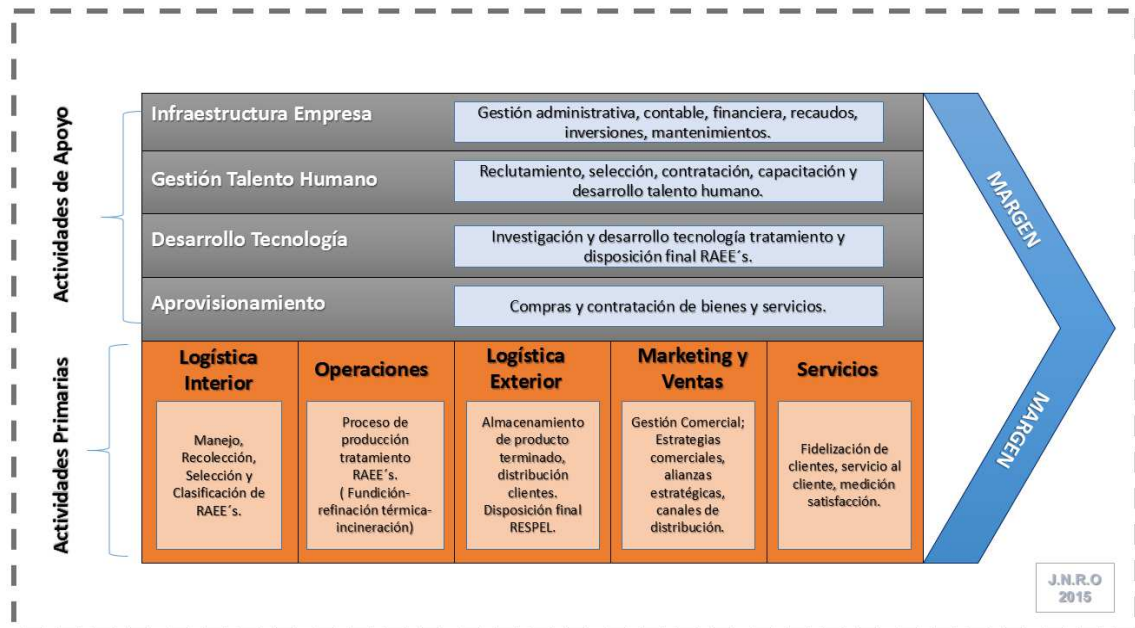 Actividades de Apoyo
Infraestructura Empresa
Gestión administrativa, contable, financiera, recaudos,
inversiones, mantenimientos.
Gestión Talento Humano
Reclutamiento, selección, contratación, capacitación y
desarrollo talento humano.
Desarrollo Tecnología
Investigación y desarrollo tecnología tratamiento y
disposición final RAEE´s.
Aprovisionamiento
Compras y contratación de bienes y servicios.
Actividades Primarias
Logística
Interior
Manejo,
Recolección,
Selección y
Clasificación de
RAEE´s.
Operaciones
Proceso de
producción
tratamiento
RAEE´s.
( Fundición-
refinación térmica-
incineración)
Logística
Exterior
Almacenamiento
de producto
terminado,
distribución
clientes.
Disposición final
RESPEL.
Marketing y
Ventas
Gestión Comercial;
Estrategias
comerciales,
alianzas
estratégicas,
canales de
distribución.
Servicios
Fidelización de
clientes, servicio al
cliente, medición
satisfacción.
MARGEN
MARGEN
J.N.R.O
2015